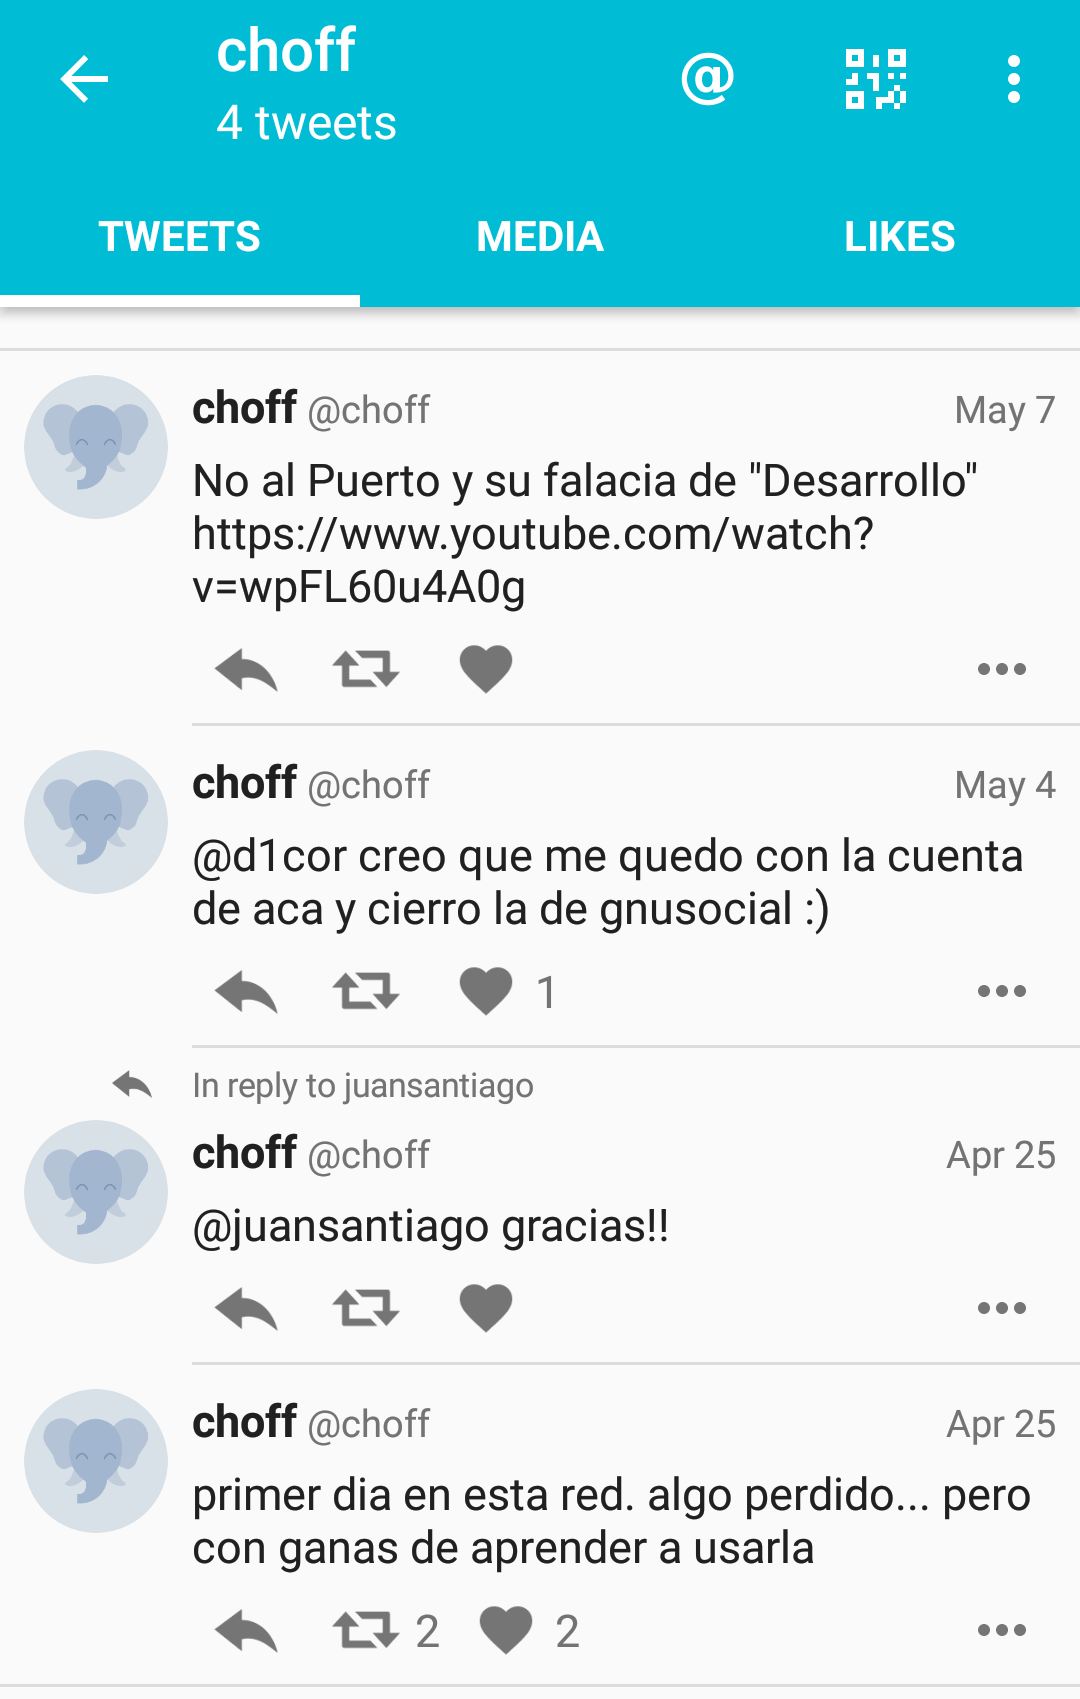 choff
4 tweets
@
TWEETS MEDIA LIKES
choff @choff May 7
No al Puerto y su falacia de "Desarrollo"
https://www.youtube.com/watch?
v=wpFL60u4A0g
choff @choff May 4
@d1cor creo que me quedo con la cuenta
de aca y cierro la de gnusocial :)
1
In reply to juansantiago
choff @choff Apr 25
@juansantiago gracias!!
choff @choff Apr 25
primer dia en esta red. algo perdido... pero
con ganas de aprender a usarla
2 2